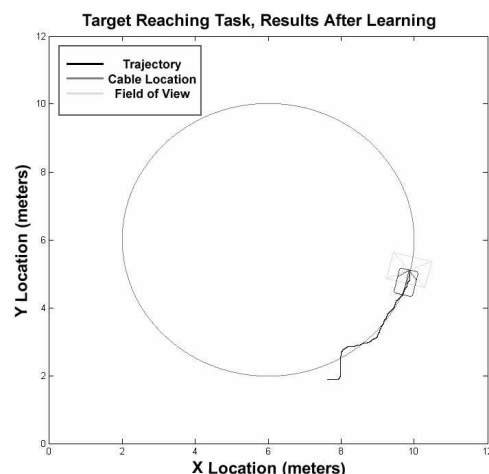 Target Reaching Task, Results After Learning
12
Trajectory
Cable Location
Field of View
10
8
6
4
2
0
Y Location (meters)
0 2 4 6 8 10 12
X Location (meters)